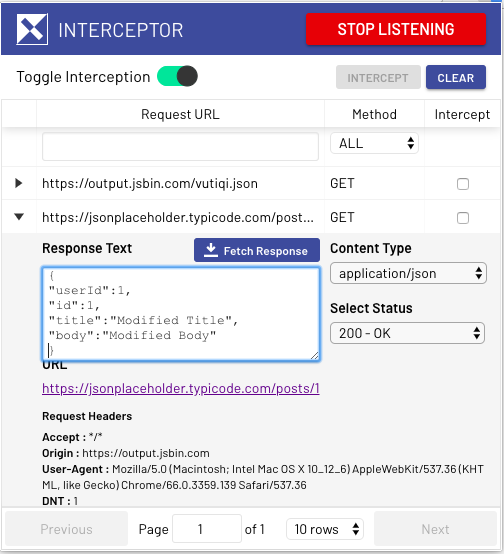 INTERCEPTOR
STOP LISTENING
Toggle Interception
INTERCEPT
CLEAR
Request URL
Method
Intercept
ALL
https://output.jsbin.com/vutiqi.json
GET
https://jsonplaceholder.typicode.com/post...
GET
Response Text
Fetch Response
Content Type
{
"userId":1,
"id":1,
"title":"Modified Title",
"body":"Modified Body"
}
application/json
Select Status
200 - OK
URL
https://jsonplaceholder.typicode.com/posts/1
Request Headers
Accept : */*
Origin : https://output.jsbin.com
User-Agent : Mozilla/5.0 (Macintosh; Intel Mac OS X 10_12_6) AppleWebKit/537.36 (KHT
ML, like Gecko) Chrome/66.0.3359.139 Safari/537.36
DNT : 1
Previous
Page
1
of 1
10 rows
Next